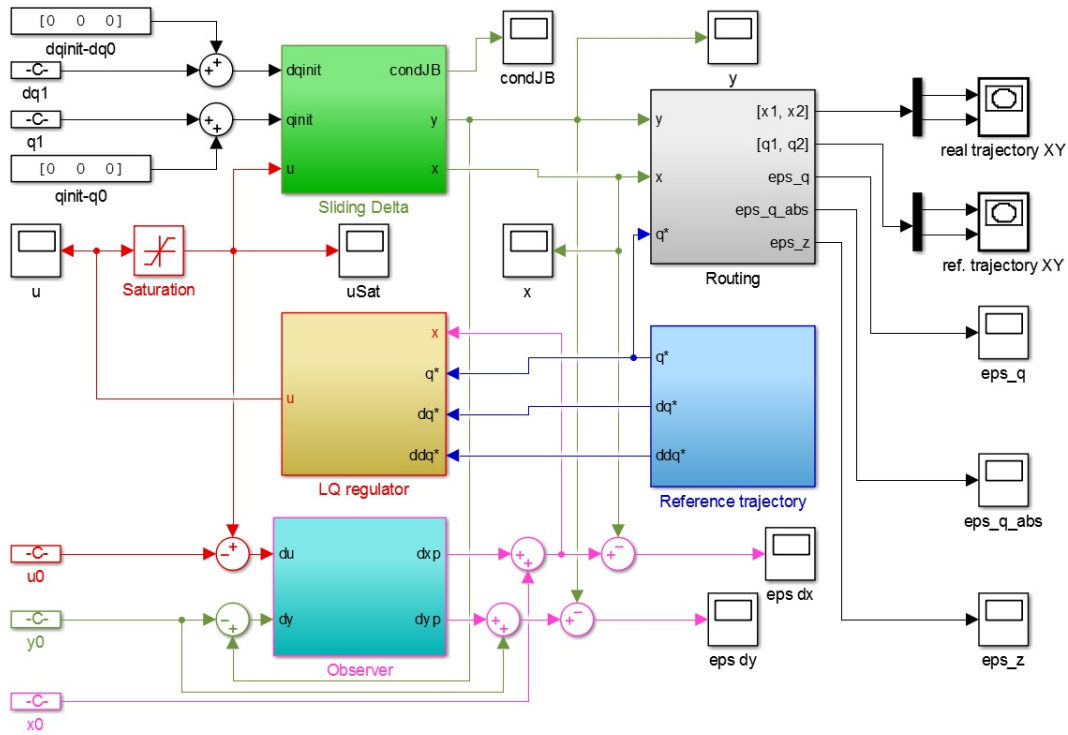 [0 0 0]
dqinit-dq0
-C-
dq1
-C-
q1
[0 0 0]
qinit-q0
dqinit
qinit
u
condJB
y
x
Sliding Delta
condJB
y
y
x
q*
[x1, x2]
[q1, q2]
eps_q
eps_q_abs
eps_z
Routing
real trajectory XY
ref. trajectory XY
u
Saturation
uSat
x
eps_q
x
q*
dq*
ddq*
u
LQ regulator
q*
dq*
ddq*
Reference trajectory
eps_q_abs
-C-
u0
-C-
y0
-C-
x0
du
dy
dxp
dyp
Observer
eps dx
eps dy
eps_z